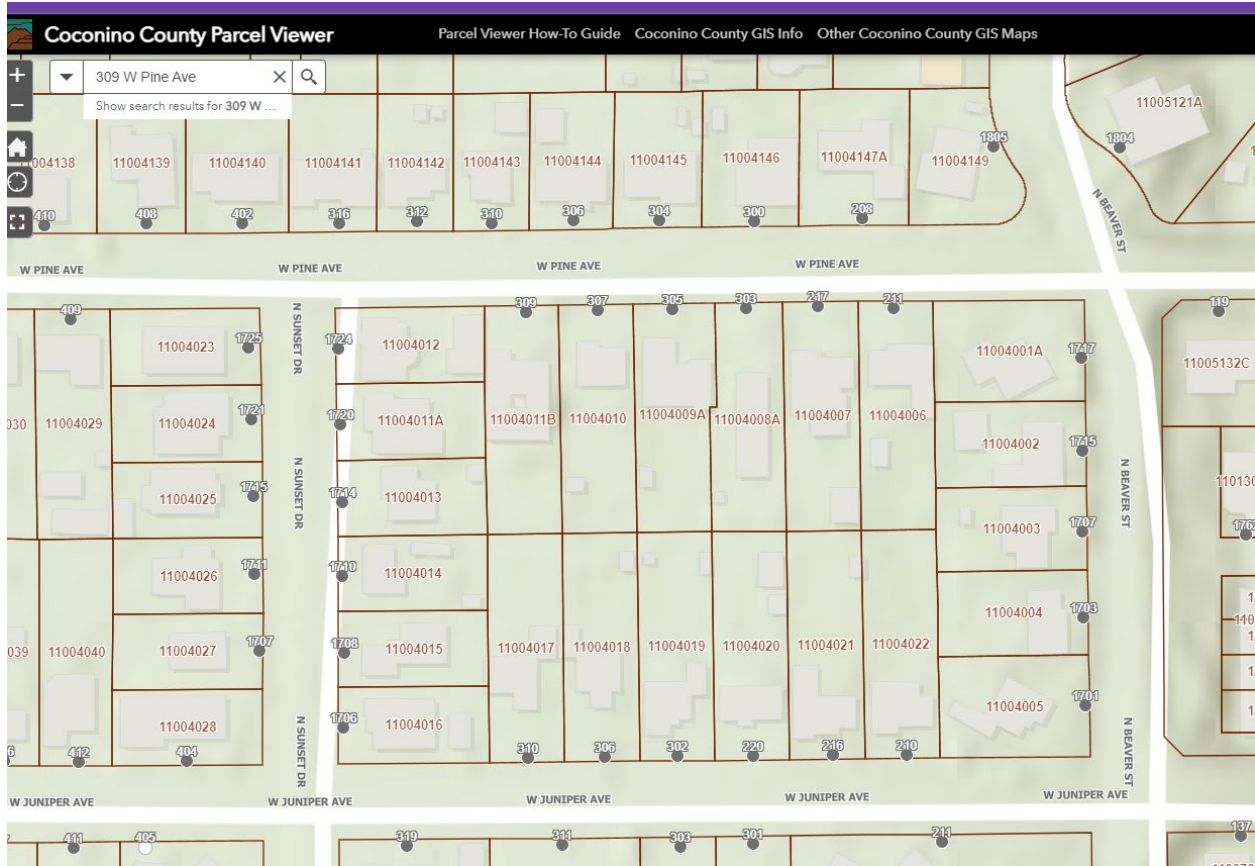 Coconino County Parcel Viewer
Parcel Viewer How-To Guide Coconino County GIS Info Other Coconino County GIS Maps
309 W Pine Ave
Show search results for 309 W ...
11005121A
1805 1804
11004139 11004140 11004141 11004142 11004143 11004144 11004145 11004146 11004147A 11004149
410 408 402 316 312 310 306 304 300 208
N BEAVER ST
W PINE AVE W PINE AVE W PINE AVE W PINE AVE
409 309 307 305 303 217 211 119
N SUNSET DR
11004023 1725 1724 11004012 11004001A 1717 11005132C
11004029 11004024 1721 1720 11004011A 11004011B 11004010 11004009A 11004008A 11004007 11004006 11004002 1715
N SUNSET DR N BEAVER ST
11004025 1715 1714 11004013
11004003 1707
11004026 1711 1710 11004014
11004004 1703
11004040 11004027 1707 1708 11004015 11004017 11004018 11004019 11004020 11004021 11004022
11004028 1706 11004016 11004005 1701
N SUNSET DR N BEAVER ST
412 404 310 306 302 220 216 210
W JUNIPER AVE W JUNIPER AVE W JUNIPER AVE W JUNIPER AVE W JUNIPER AVE
411 405 319 311 303 301 211 137